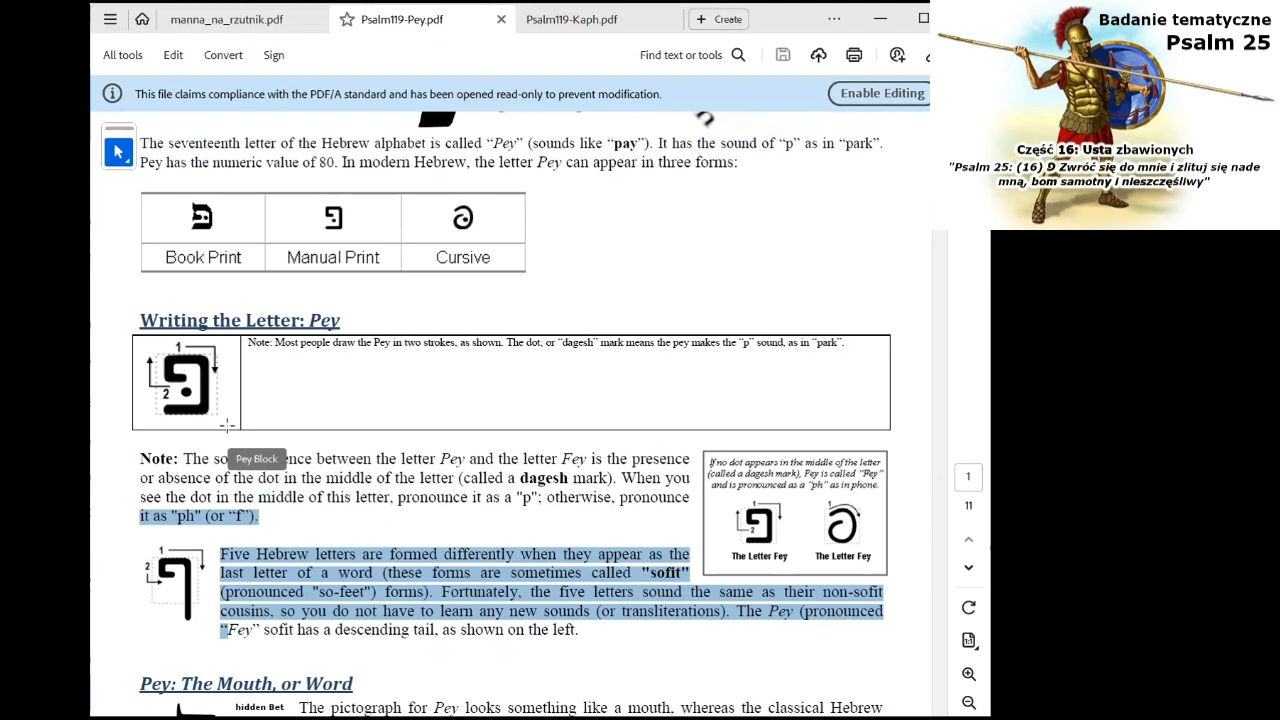 manna_na_rzutnik.pdf
Psalm119-Pey.pdf
Psalm119-Kaph.pdf
Create
All tools
Edit
Convert
Sign
Find text or tools
This file claims compliance with the PDF/A standard and has been opened read-only to prevent modification.
Enable Editing
The seventeenth letter of the Hebrew alphabet is called “Pey” (sounds like “pay”). It has the sound of “p” as in “park”.
Pey has the numeric value of 80. In modern Hebrew, the letter Pey can appear in three forms:
פּ פּ פּ
Book Print Manual Print Cursive
Writing the Letter: Pey
1
2
Note: Most people draw the Pey in two strokes, as shown. The dot, or “dagesh” mark means the pey makes the “p” sound, as in “park”.
Pey Block
Note: The so ence between the letter Pey and the letter Fey is the presence
or absence of the dot in the middle of the letter (called a dagesh mark). When you
see the dot in the middle of this letter, pronounce it as a "p"; otherwise, pronounce
it as "ph" (or “f”).
If no dot appears in the middle of the letter
(called a dagesh mark), Pey is called “Fey”
and is pronounced as a “ph” as in phone.
1
2
1
The Letter Fey The Letter Fey
1
2
Five Hebrew letters are formed differently when they appear as the
last letter of a word (these forms are sometimes called "sofit"
(pronounced "so-feet") forms). Fortunately, the five letters sound the same as their non-sofit
cousins, so you do not have to learn any new sounds (or transliterations). The Pey (pronounced
“Fey” sofit has a descending tail, as shown on the left.
Pey: The Mouth, or Word
hidden Bet
The pictograph for Pey looks something like a mouth, whereas the classical Hebrew
1
11
Badanie tematyczne
Psalm 25
Część 16: Usta zbawionych
"Psalm 25: (16) פ Zwróć się do mnie i zlituj się nade
mną, bom samotny i nieszczęśliwy"